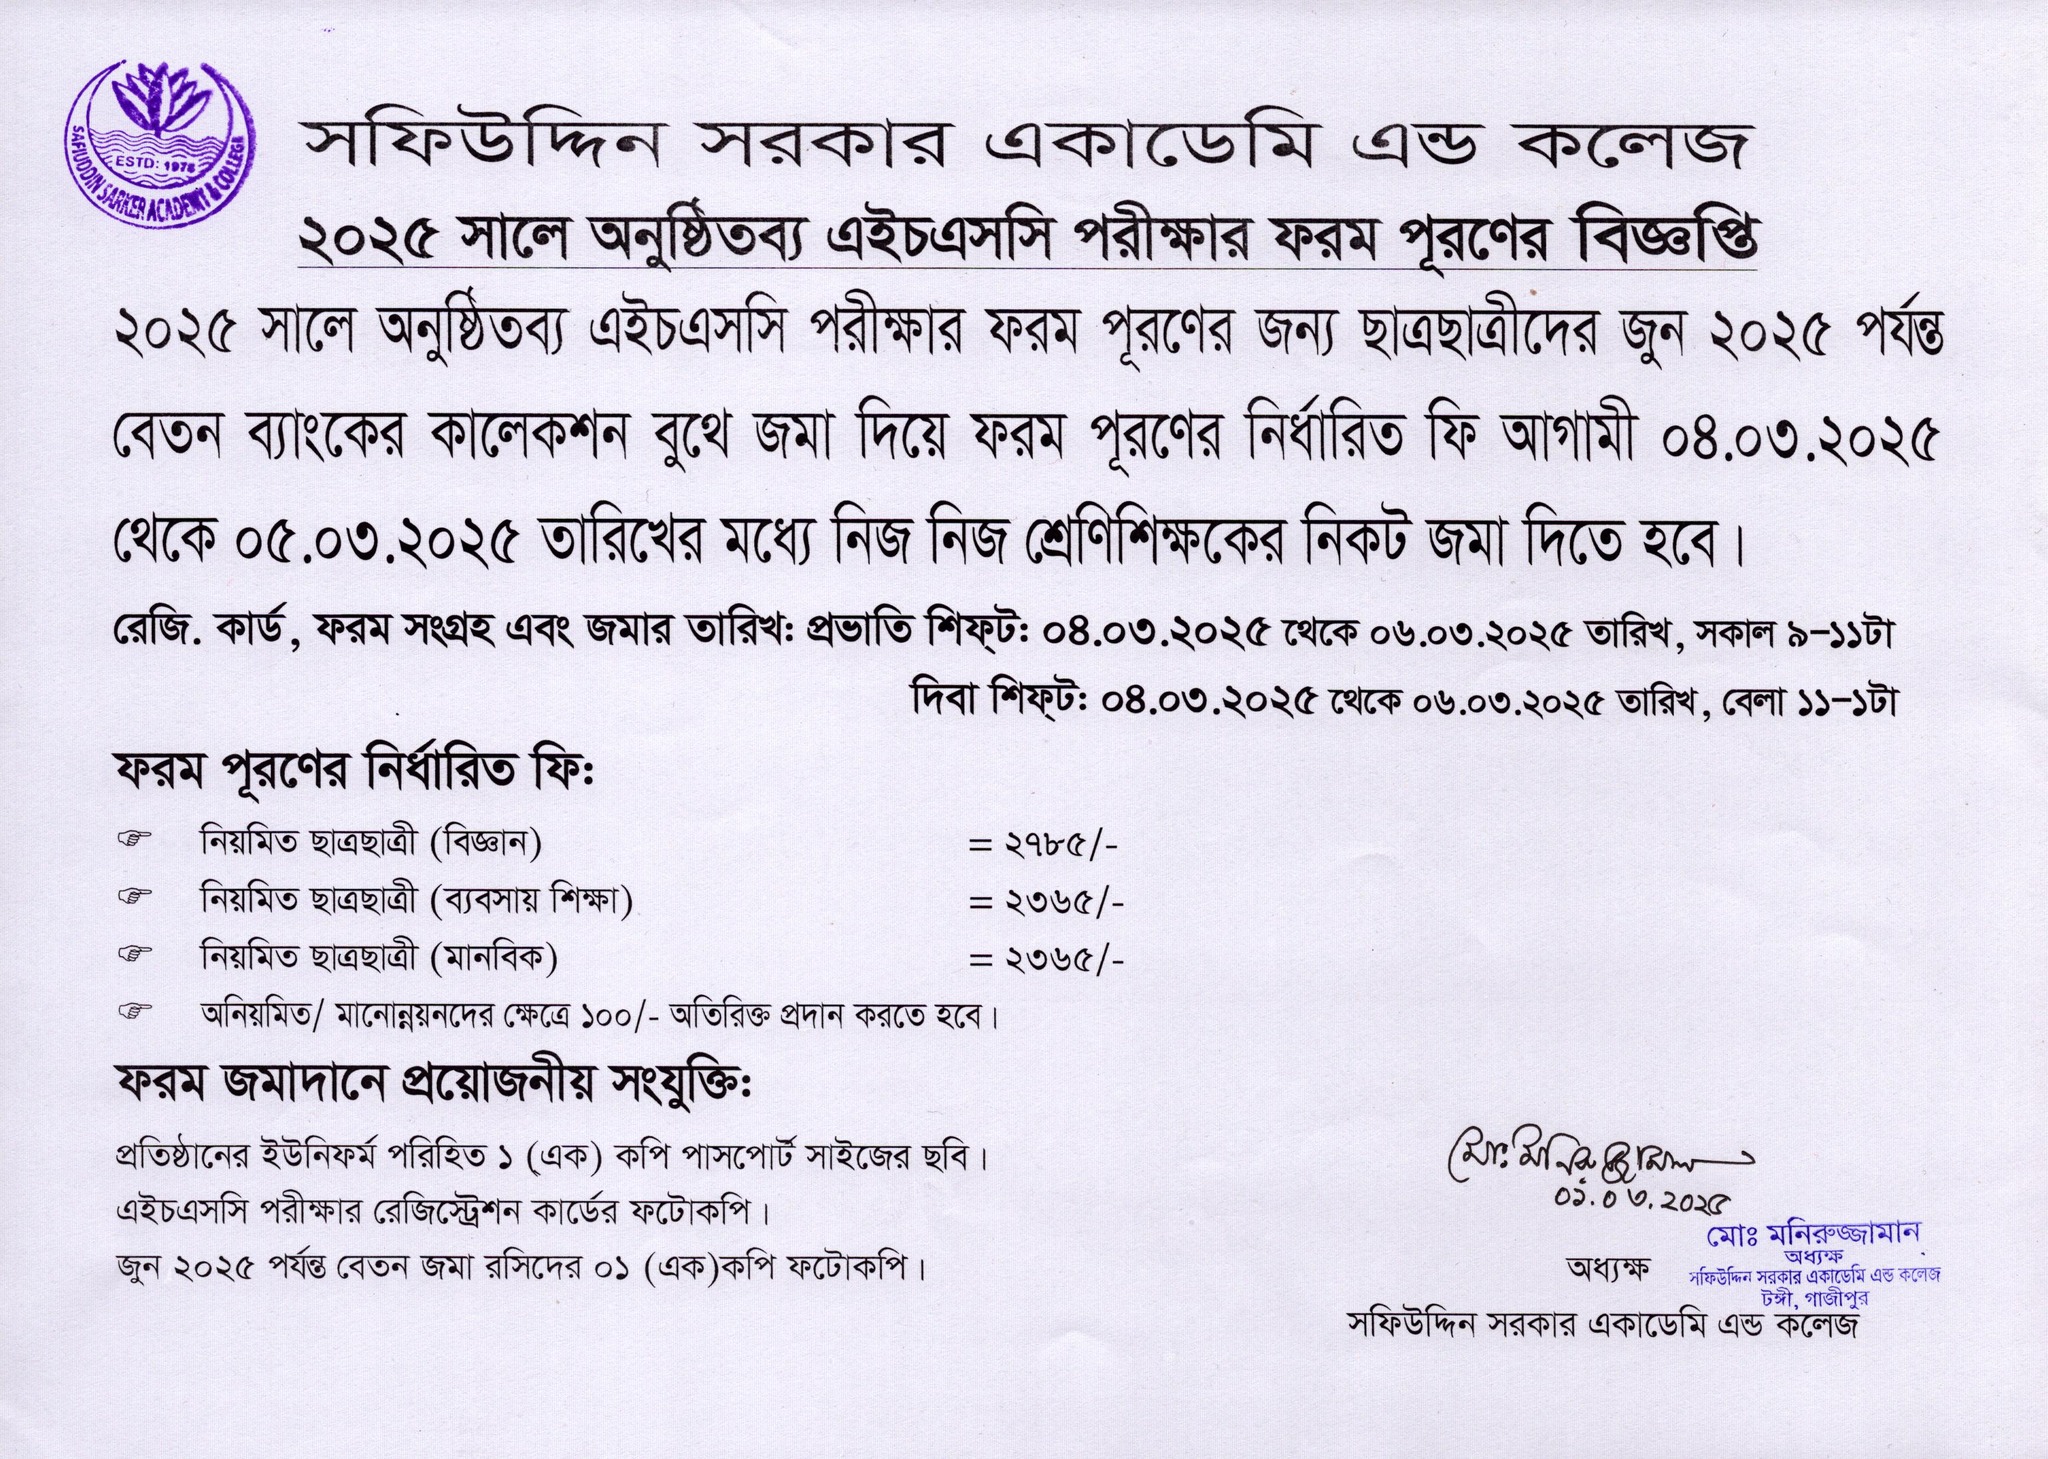 ESTD: 1978
SAFIUDDIN SARKER ACADEMY & COLLEGE
সফিউদ্দিন সরকার একাডেমি এন্ড কলেজ
২০২৫ সালে অনুষ্ঠিতব্য এইচএসসি পরীক্ষার ফরম পূরণের বিজ্ঞপ্তি
২০২৫ সালে অনুষ্ঠিতব্য এইচএসসি পরীক্ষার ফরম পূরণের জন্য ছাত্রছাত্রীদের জুন ২০২৫ পর্যন্ত
বেতন ব্যাংকের কালেকশন বুথে জমা দিয়ে ফরম পূরণের নির্ধারিত ফি আগামী ০৪.০৩.২০২৫
থেকে ০৫.০৩.২০২৫ তারিখের মধ্যে নিজ নিজ শ্রেণিশিক্ষকের নিকট জমা দিতে হবে।
রেজি. কার্ড, ফরম সংগ্রহ এবং জমার তারিখ: প্রভাতি শিফ্‌ট: ০৪.০৩.২০২৫ থেকে ০৬.০৩.২০২৫ তারিখ, সকাল ৯–১১টা
দিবা শিফ্‌ট: ০৪.০৩.২০২৫ থেকে ০৬.০৩.২০২৫ তারিখ, বেলা ১১–১টা
ফরম পূরণের নির্ধারিত ফি:
☞ নিয়মিত ছাত্রছাত্রী (বিজ্ঞান) = ২৭৮৫/-
☞ নিয়মিত ছাত্রছাত্রী (ব্যবসায় শিক্ষা) = ২৩৬৫/-
☞ নিয়মিত ছাত্রছাত্রী (মানবিক) = ২৩৬৫/-
☞ অনিয়মিত/ মানোন্নয়নদের ক্ষেত্রে ১০০/- অতিরিক্ত প্রদান করতে হবে।
ফরম জমাদানে প্রয়োজনীয় সংযুক্তি:
প্রতিষ্ঠানের ইউনিফর্ম পরিহিত ১ (এক) কপি পাসপোর্ট সাইজের ছবি।
এইচএসসি পরীক্ষার রেজিস্ট্রেশন কার্ডের ফটোকপি।
জুন ২০২৫ পর্যন্ত বেতন জমা রসিদের ০১ (এক)কপি ফটোকপি।
মোঃ মনিরুজ্জামান
০১.০৩.২০২৫
মোঃ মনিরুজ্জামান
অধ্যক্ষ
সফিউদ্দিন সরকার একাডেমি এন্ড কলেজ
টঙ্গী, গাজীপুর
অধ্যক্ষ
সফিউদ্দিন সরকার একাডেমি এন্ড কলেজ